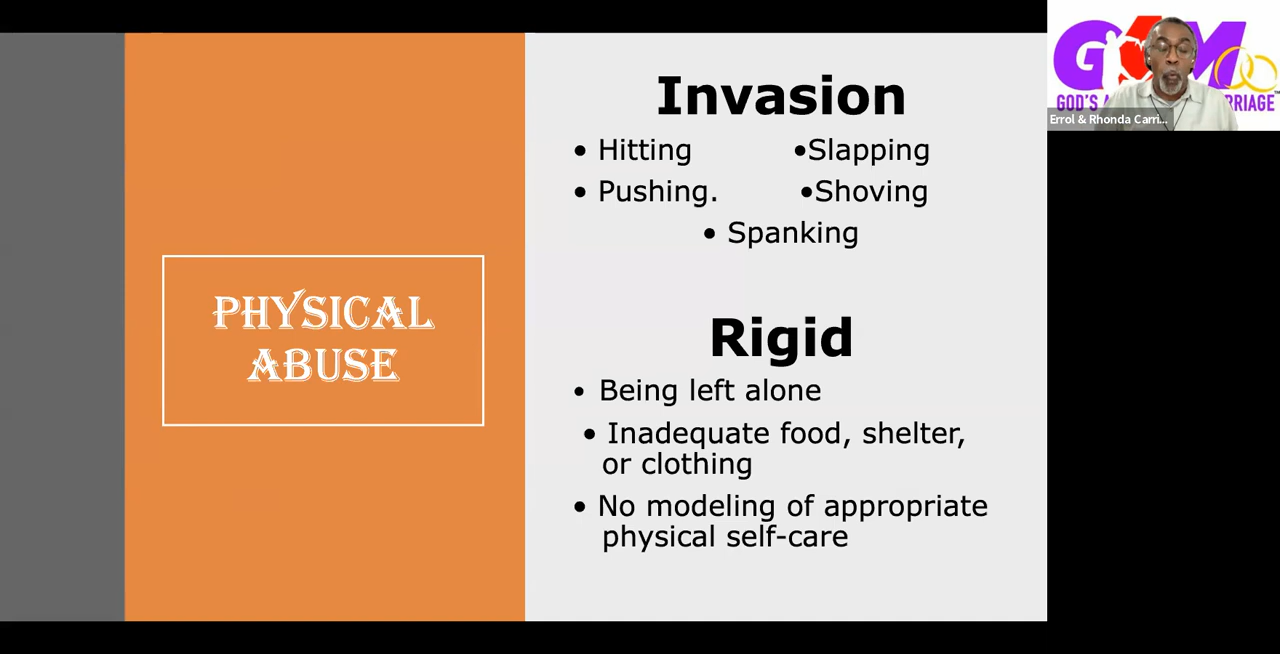 PHYSICAL
ABUSE
Invasion
• Hitting •Slapping
• Pushing. •Shoving
• Spanking
Rigid
• Being left alone
• Inadequate food, shelter,
or clothing
• No modeling of appropriate
physical self-care
G M
GOD'S A RRIAGE™
Errol & Rhonda Carri...